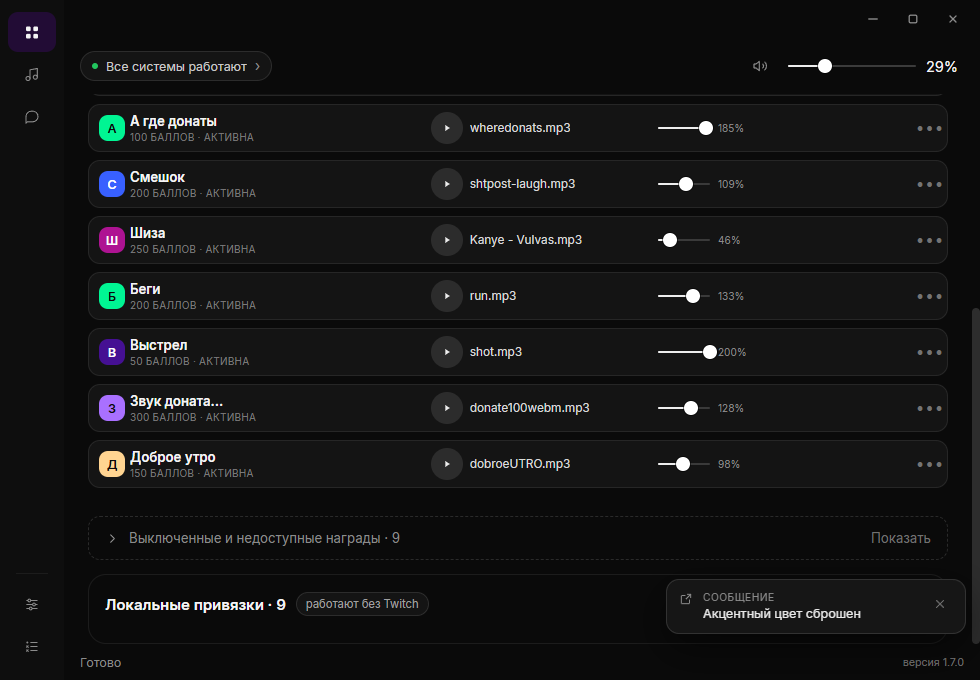 Все системы работают
29%
А
А где донаты
100 БАЛЛОВ · АКТИВНА
wheredonats.mp3
185%
С
Смешок
200 БАЛЛОВ · АКТИВНА
shtpost-laugh.mp3
109%
Ш
Шиза
250 БАЛЛОВ · АКТИВНА
Kanye - Vulvas.mp3
46%
Б
Беги
200 БАЛЛОВ · АКТИВНА
run.mp3
133%
В
Выстрел
50 БАЛЛОВ · АКТИВНА
shot.mp3
200%
З
Звук доната...
300 БАЛЛОВ · АКТИВНА
donate100webm.mp3
128%
Д
Доброе утро
150 БАЛЛОВ · АКТИВНА
dobroeUTRO.mp3
98%
Выключенные и недоступные награды · 9
Показать
Локальные привязки · 9
работают без Twitch
СООБЩЕНИЕ
Акцентный цвет сброшен
Готово
версия 1.7.0